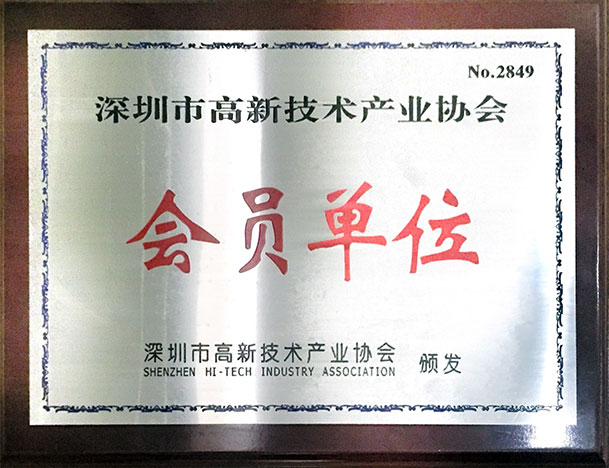 No.2849
深圳市高新技术产业协会
会员单位
深圳市高新技术产业协会 颁发
SHENZHEN HI-TECH INDUSTRY ASSOCIATION